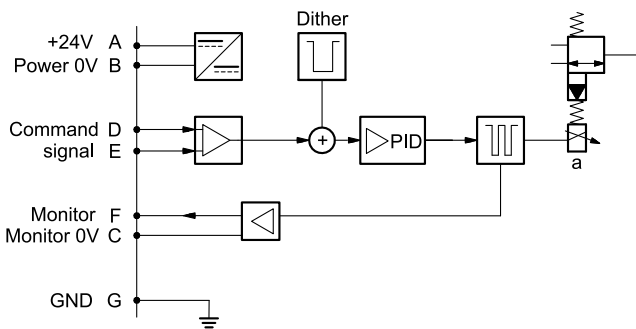 Dither
+24V A
Power 0V B
Command D
signal E
+
PID
a
Monitor F
Monitor 0V C
GND G